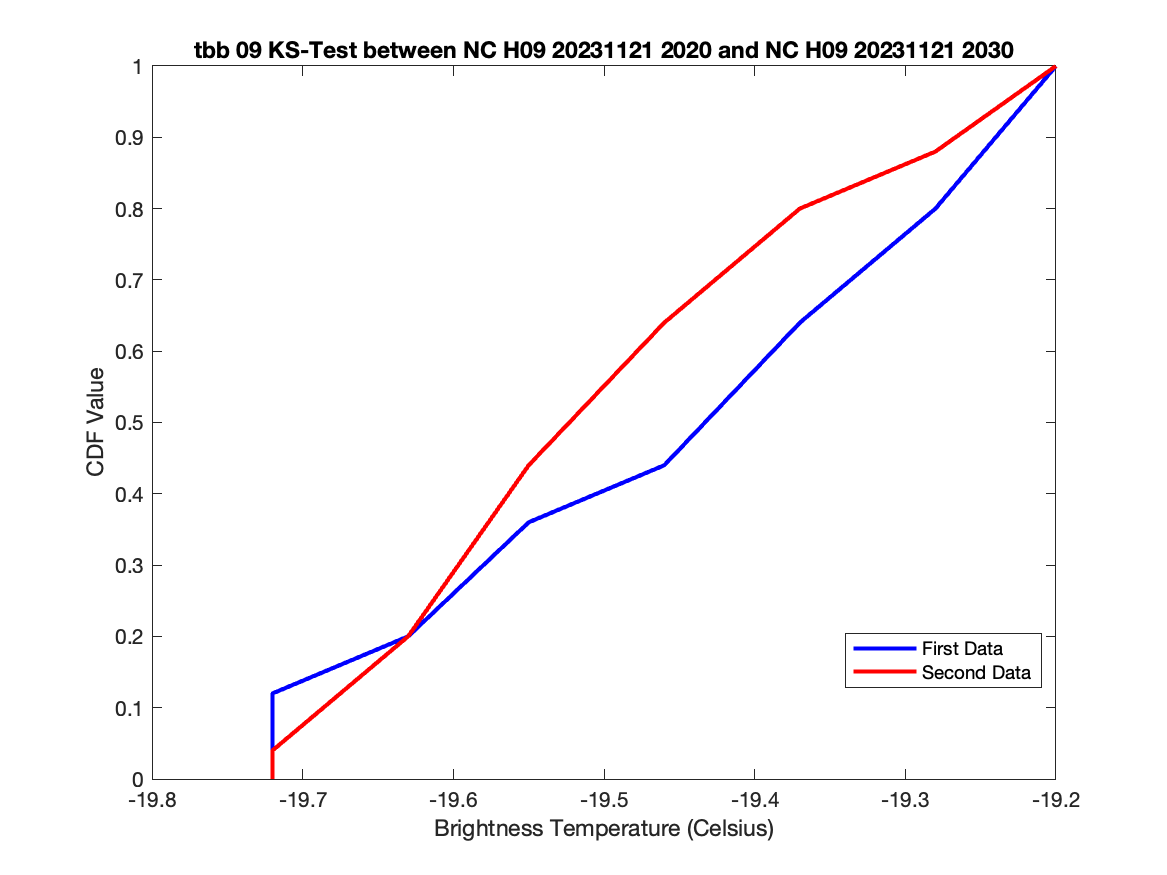 tbb 09 KS-Test between NC H09 20231121 2020 and NC H09 20231121 2030
1
0.9
0.8
0.7
0.6
0.5
0.4
0.3
0.2
0.1
0
CDF Value
First Data
Second Data
-19.8 -19.7 -19.6 -19.5 -19.4 -19.3 -19.2
Brightness Temperature (Celsius)